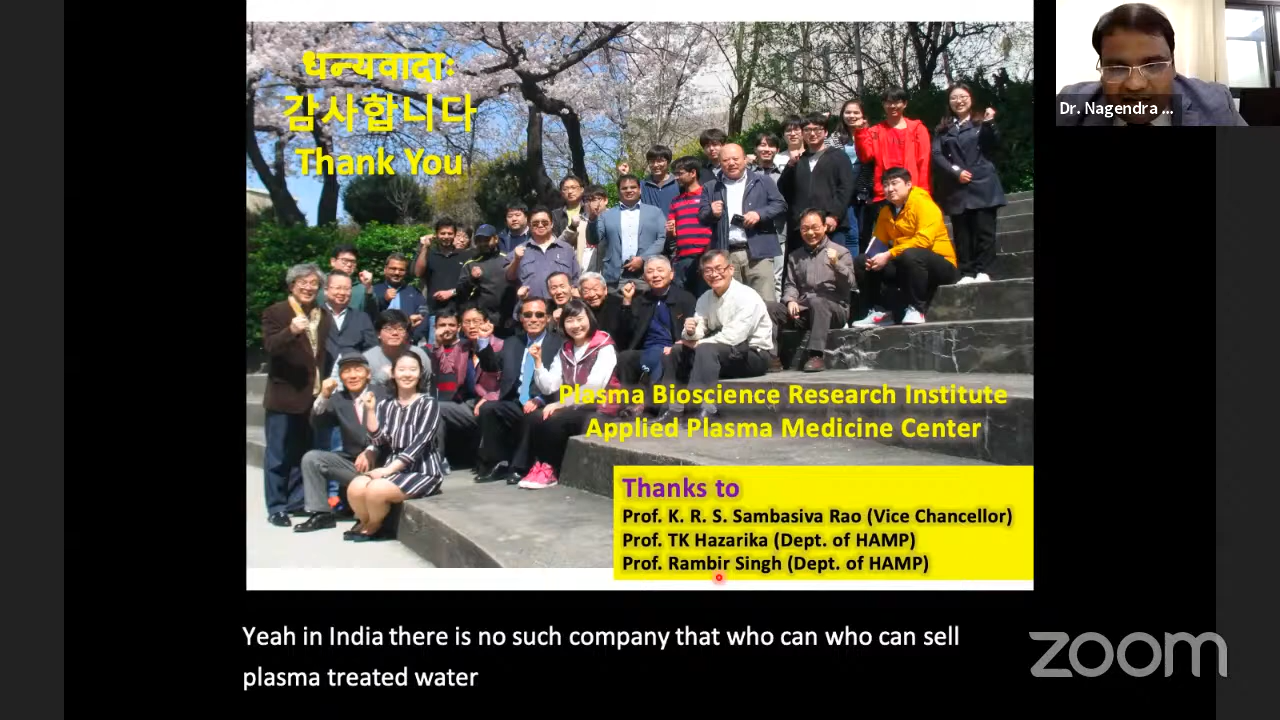 धन्यवादाः
감사합니다
Thank You
Dr. Nagendra ...
Plasma Bioscience Research Institute
Applied Plasma Medicine Center
Thanks to
Prof. K. R. S. Sambasiva Rao (Vice Chancellor)
Prof. TK Hazarika (Dept. of HAMP)
Prof. Rambir Singh (Dept. of HAMP)
Yeah in India there is no such company that who can who can sell
plasma treated water
zoom